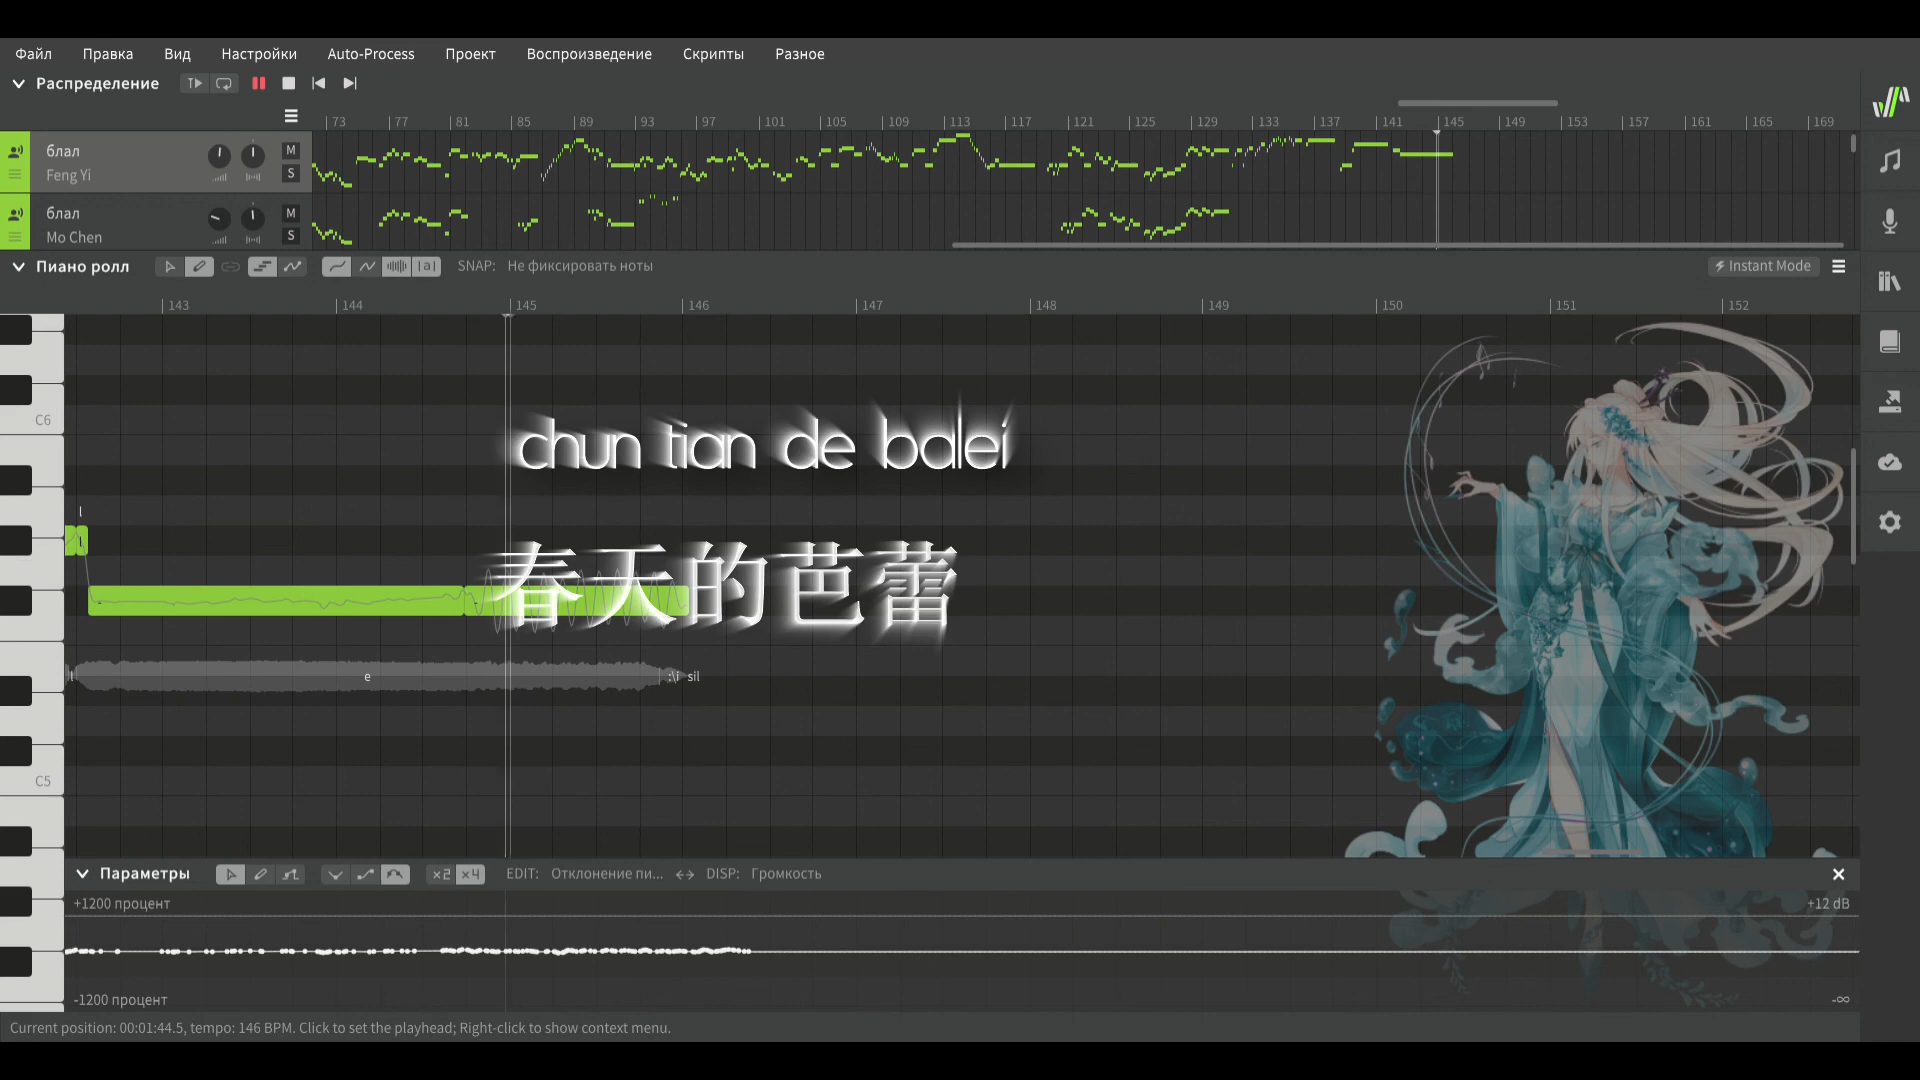 Файл Правка Вид Настройки Auto-Process Проект Воспроизведение Скрипты Разное
Распределение
73 77 81 85 89 93 97 101 105 109 113 117 121 125 129 133 137 141 145 149 153 157 161 165 169
блал M
Feng Yi S
блал M
Mo Chen S
Пиано ролл |a| SNAP: Не фиксировать ноты Instant Mode
143 144 145 146 147 148 149 150 151 152
C6
chun tian de balei
l
l
春天的芭蕾
- -
l e :\i sil
C5
Параметры x2 x4 EDIT: Отклонение пи... ↔ DISP: Громкость
+1200 процент +12 dB
-1200 процент -∞
Current position: 00:01:44.5, tempo: 146 BPM. Click to set the playhead; Right-click to show context menu.